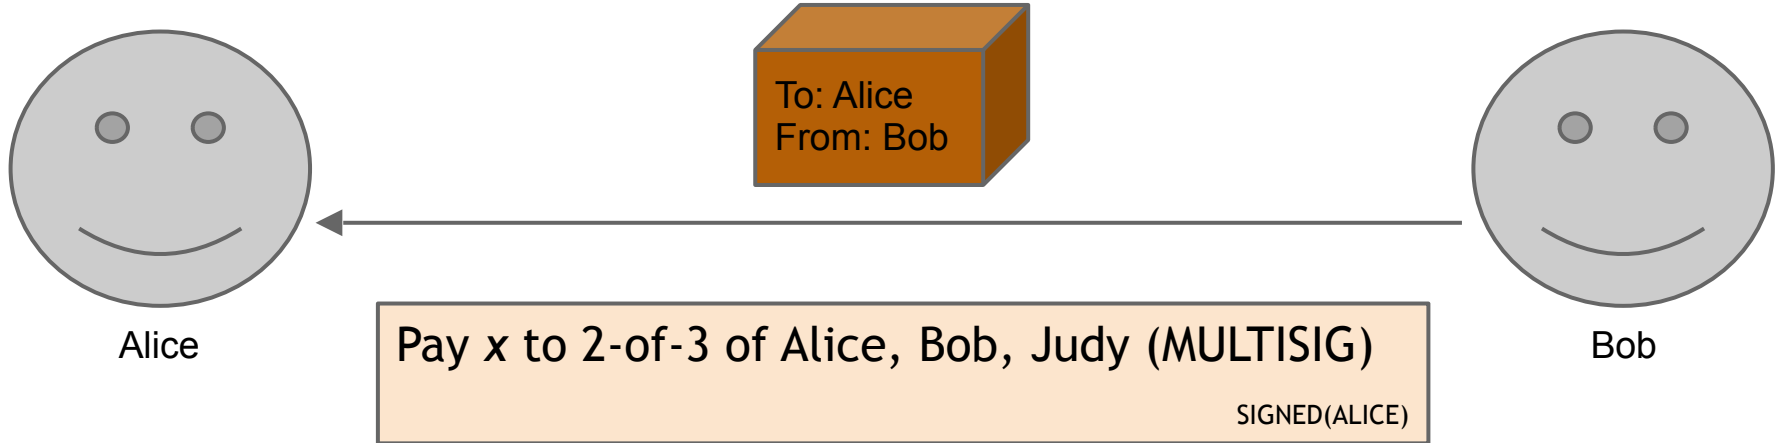 To: Alice
From: Bob
Alice
Pay x to 2-of-3 of Alice, Bob, Judy (MULTISIG)
SIGNED(ALICE)
Bob